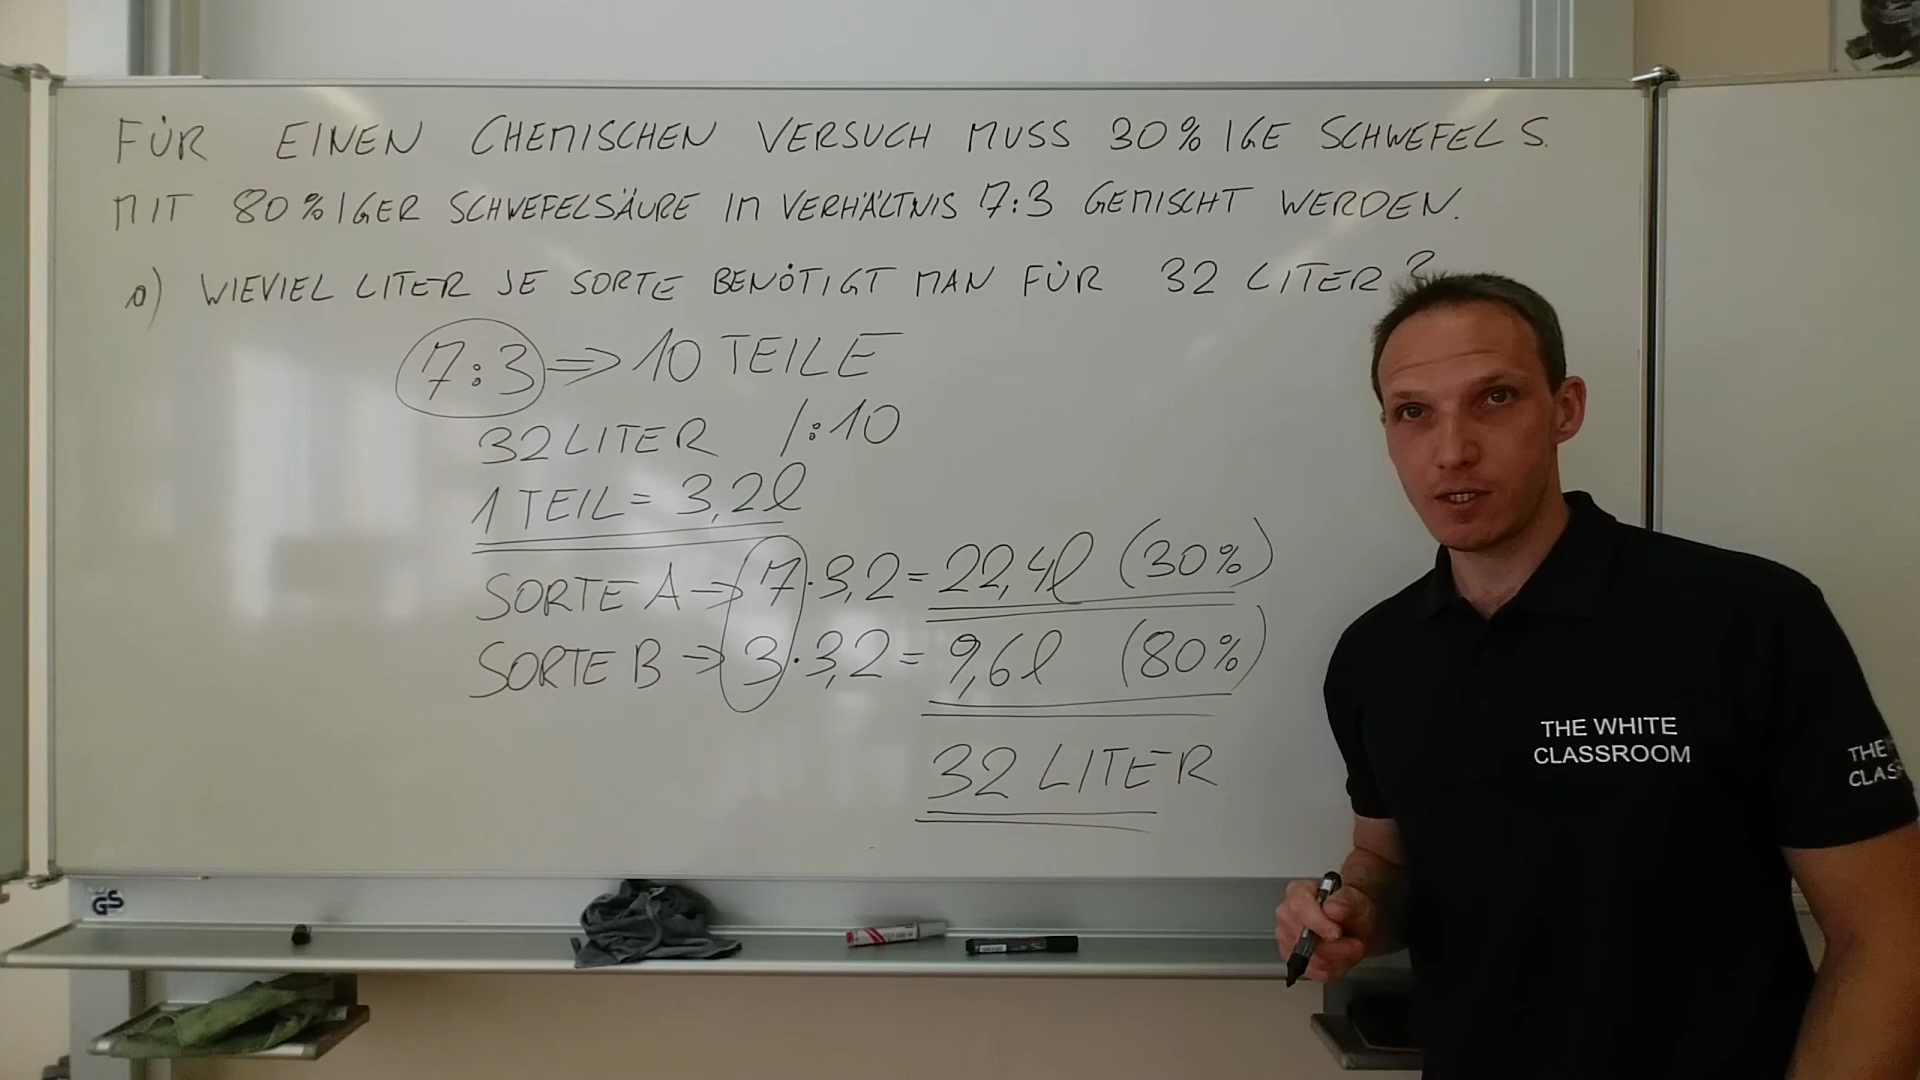 FÜR EINEN CHEMISCHEN VERSUCH MUSS 30%IGE SCHWEFELS.
MIT 80%IGER SCHWEFELSÄURE IM VERHÄLTNIS 7:3 GEMISCHT WERDEN.
a) WIEVIEL LITER JE SORTE BENÖTIGT MAN FÜR 32 LITER?
7:3 => 10 TEILE
32 LITER /:10
1 TEIL = 3,2l
SORTE A -> 7·3,2 = 22,4l (30%)
SORTE B -> 3·3,2 = 9,6l (80%)
32 LITER
THE WHITE
CLASSROOM
THE
CLAS
GS